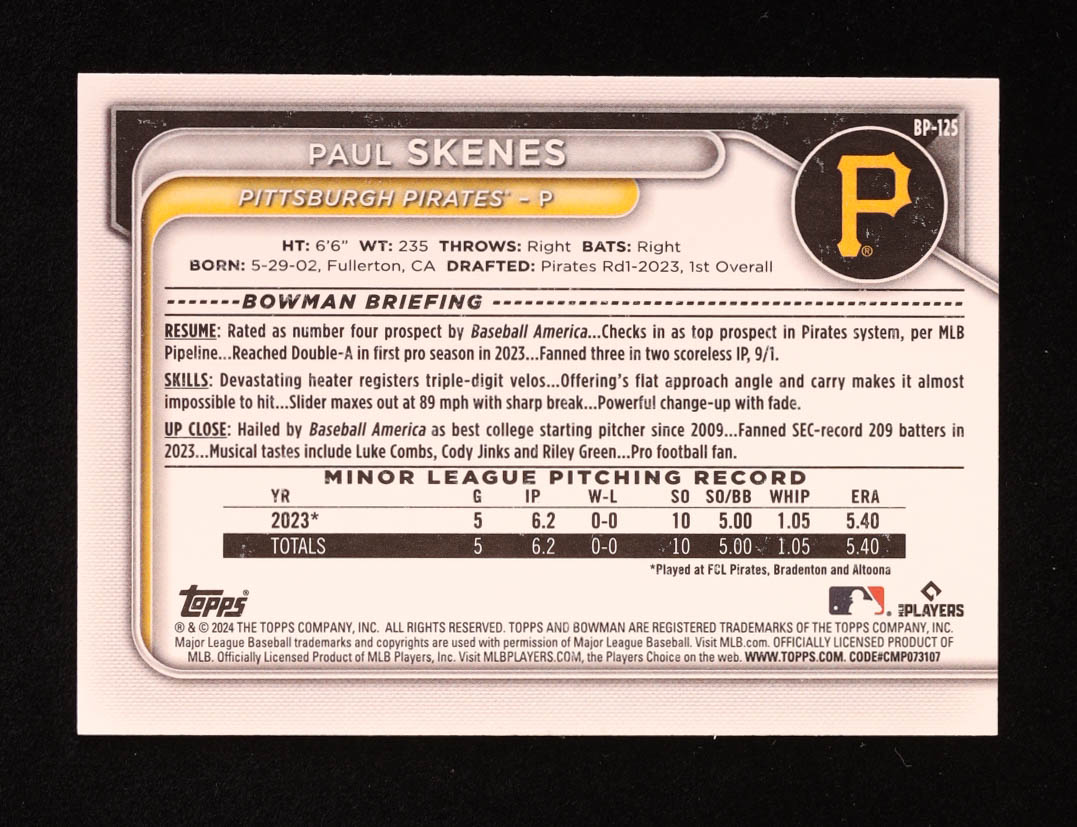 BP-125
PAUL SKENES
PITTSBURGH PIRATES® – P
P®
HT: 6'6" WT: 235 THROWS: Right BATS: Right
BORN: 5-29-02, Fullerton, CA DRAFTED: Pirates Rd1-2023, 1st Overall
BOWMAN BRIEFING
RESUME: Rated as number four prospect by Baseball America...Checks in as top prospect in Pirates system, per MLB
Pipeline...Reached Double-A in first pro season in 2023...Fanned three in two scoreless IP, 9/1.
SKILLS: Devastating heater registers triple-digit velos...Offering's flat approach angle and carry makes it almost
impossible to hit...Slider maxes out at 89 mph with sharp break...Powerful change-up with fade.
UP CLOSE: Hailed by Baseball America as best college starting pitcher since 2009...Fanned SEC-record 209 batters in
2023...Musical tastes include Luke Combs, Cody Jinks and Riley Green...Pro football fan.
MINOR LEAGUE PITCHING RECORD
YR G IP W-L SO SO/BB WHIP ERA
2023* 5 6.2 0-0 10 5.00 1.05 5.40
TOTALS 5 6.2 0-0 10 5.00 1.05 5.40
*Played at FCL Pirates, Bradenton and Altoona
Topps®
MLB PLAYERS
® & © 2024 THE TOPPS COMPANY, INC. ALL RIGHTS RESERVED. TOPPS AND BOWMAN ARE REGISTERED TRADEMARKS OF THE TOPPS COMPANY, INC.
Major League Baseball trademarks and copyrights are used with permission of Major League Baseball. Visit MLB.com. OFFICIALLY LICENSED PRODUCT OF
MLB. Officially Licensed Product of MLB Players, Inc. Visit MLBPLAYERS.COM, the Players Choice on the web. WWW.TOPPS.COM. CODE#CMP073107